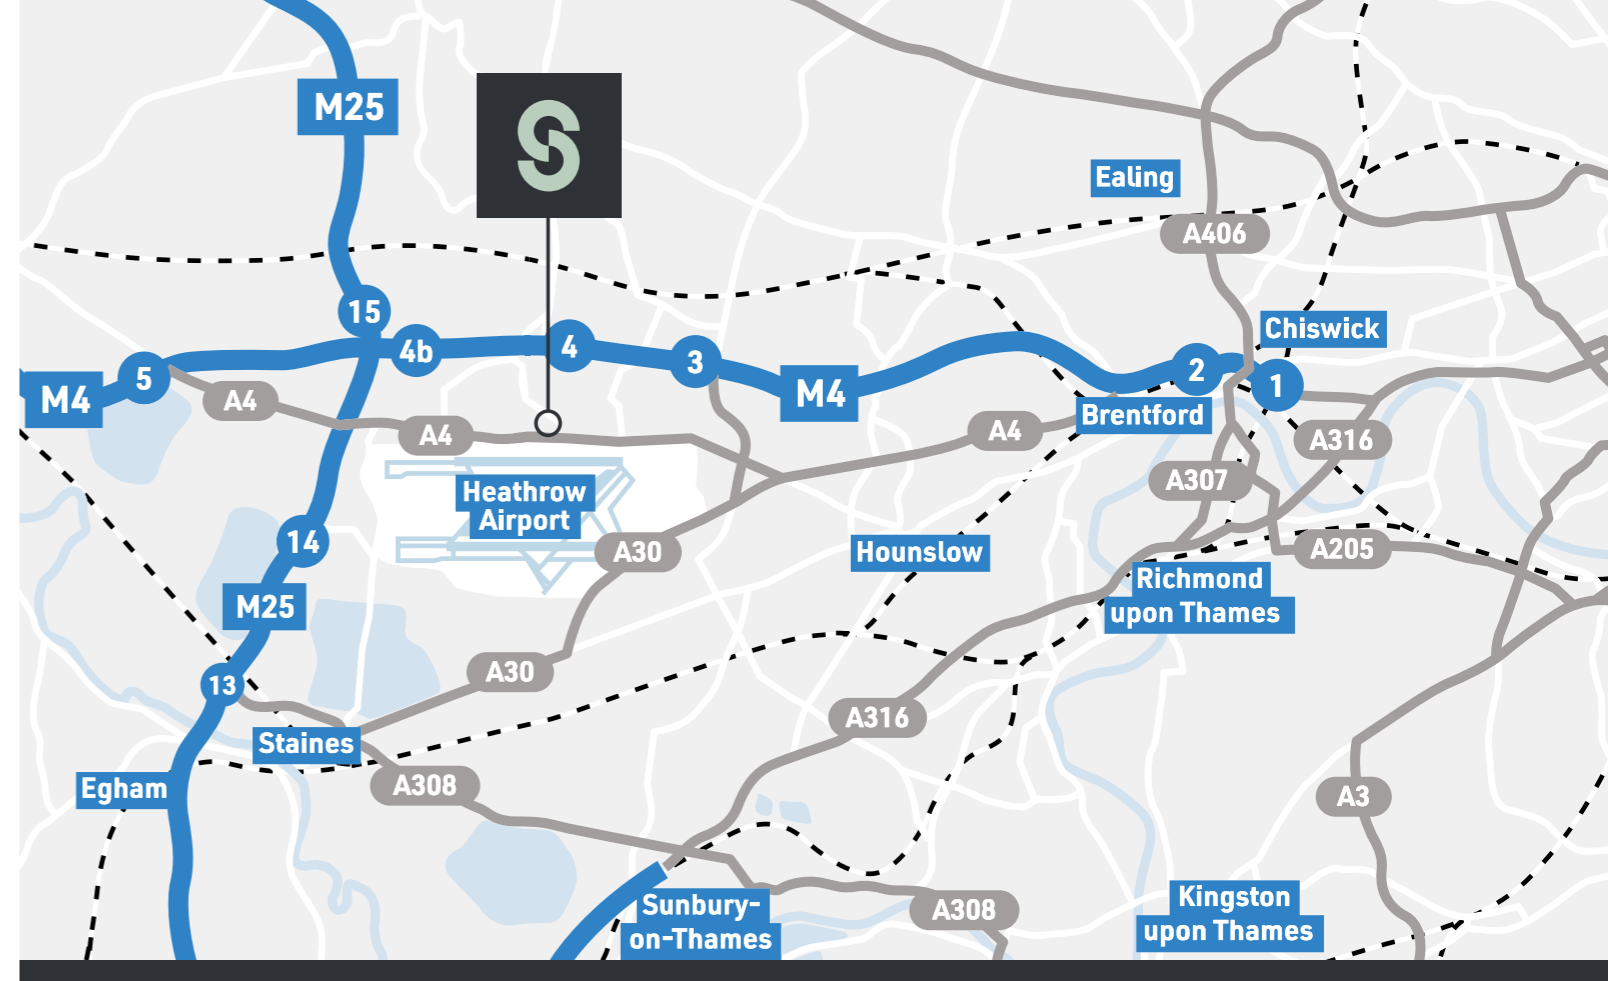 M25
S
Ealing
A406
15
Chiswick
4b
4
3
2
1
5
M4
M4
A4
A4
A4
Brentford
A316
A307
Heathrow
Airport
14
A30
Hounslow
A205
M25
Richmond
upon Thames
A30
13
A316
Staines
Egham
A308
A3
Sunbury-
on-Thames
A308
Kingston
upon Thames